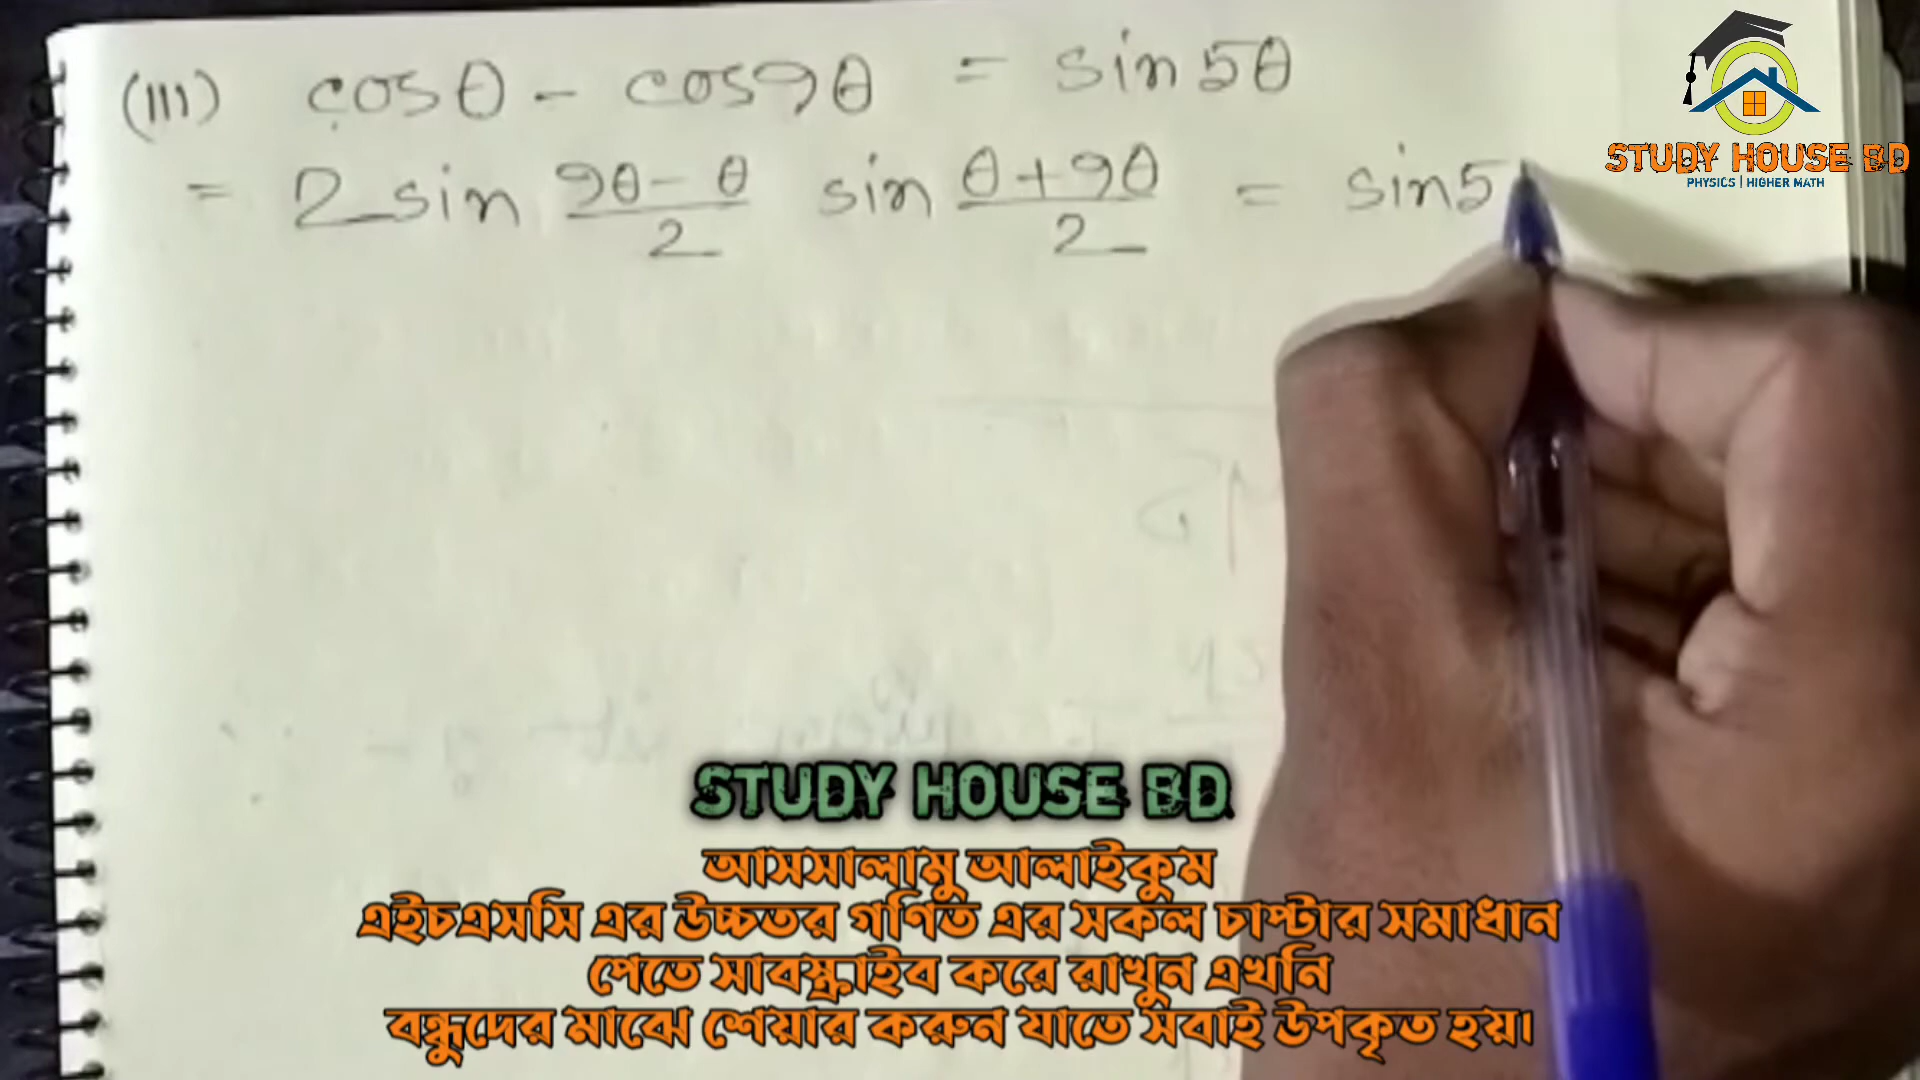 (III) cosθ - cos9θ = sin5θ
= 2 sin 9θ-θ/2 sin θ+9θ/2 = sin5
STUDY HOUSE BD
PHYSICS | HIGHER MATH
STUDY HOUSE BD
আসসালামু আলাইকুম
এইচএসসি এর উচ্চতর গণিত এর সকল চাপ্টার সমাধান
পেতে সাবস্ক্রাইব করে রাখুন এখনি
বন্ধুদের মাঝে শেয়ার করুন যাতে সবাই উপকৃত হয়।